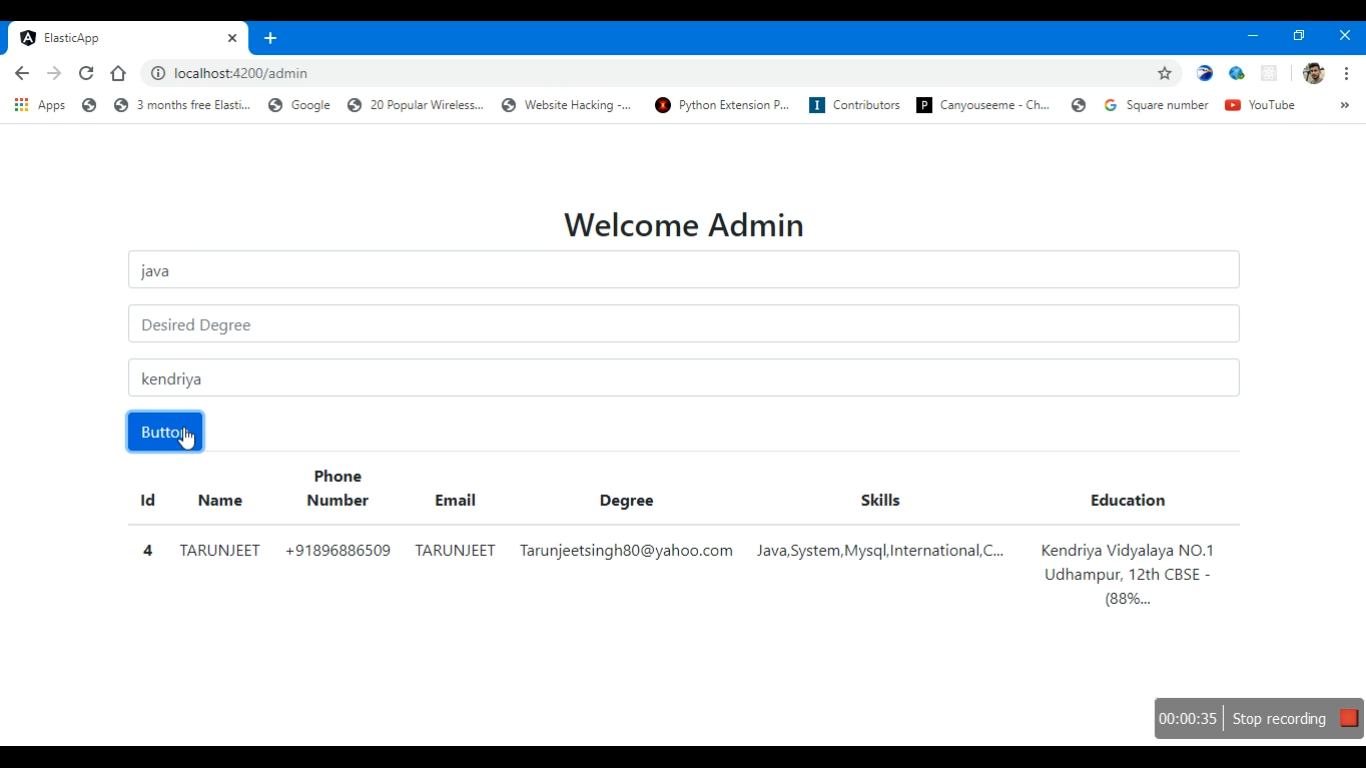 ElasticApp
localhost:4200/admin
Apps 3 months free Elasti... Google 20 Popular Wireless... Website Hacking -... Python Extension P... I Contributors P Canyouseeme - Ch... G Square number YouTube »
Welcome Admin
java
Desired Degree
kendriya
Button
Phone
Id Name Number Email Degree Skills Education
4 TARUNJEET +91896886509 TARUNJEET Tarunjeetsingh80@yahoo.com Java,System,Mysql,International,C... Kendriya Vidyalaya NO.1
Udhampur, 12th CBSE -
(88%...
00:00:35 Stop recording